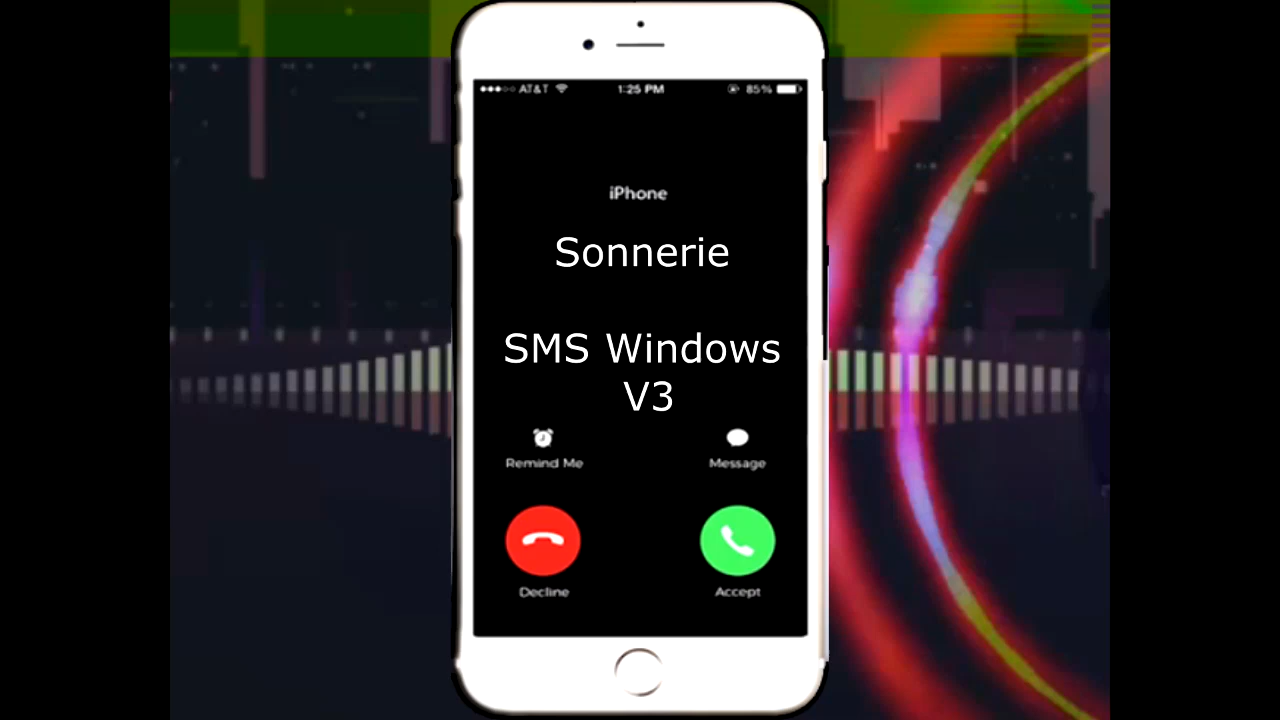 AT&T 1:25 PM 85%
iPhone
Sonnerie
SMS Windows
V3
Remind Me Message
Decline Accept